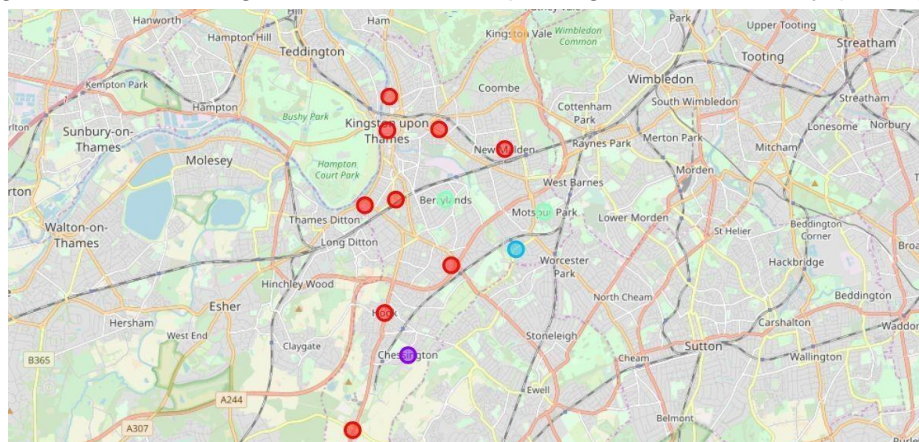 Hanworth
Hill
Ham
Kingston Vale
Wimbledon
Common
Park
Upper Tooting
Hampton Hill
Teddington
Tooting
Streatham
Kempton Park
Bushy Park
Coombe
Wimbledon
Hampton
Cottenham
Park
South Wimbledon
Streatham
Sunbury-on-
Thames
Kingston upon
Thames
Lonesome
Norbury
Molesey
Hampton
Court Park
New Malden
Raynes Park
Merton Park
Mitcham
Morden
West Barnes
Walton-on-
Thames
Thames Ditton
Berrylands
Motspur Park
Lower Morden
Long Ditton
St Helier
Beddington
Corner
Worcester
Park
Hackbridge
Hinchley Wood
Esher
North Cheam
Beddington
Hersham
West End
Hook
Claygate
Stoneleigh
Carshalton
Waddon
B365
Chessington
Cheam
Sutton
Wallington
A244
Ewell
A307
Belmont